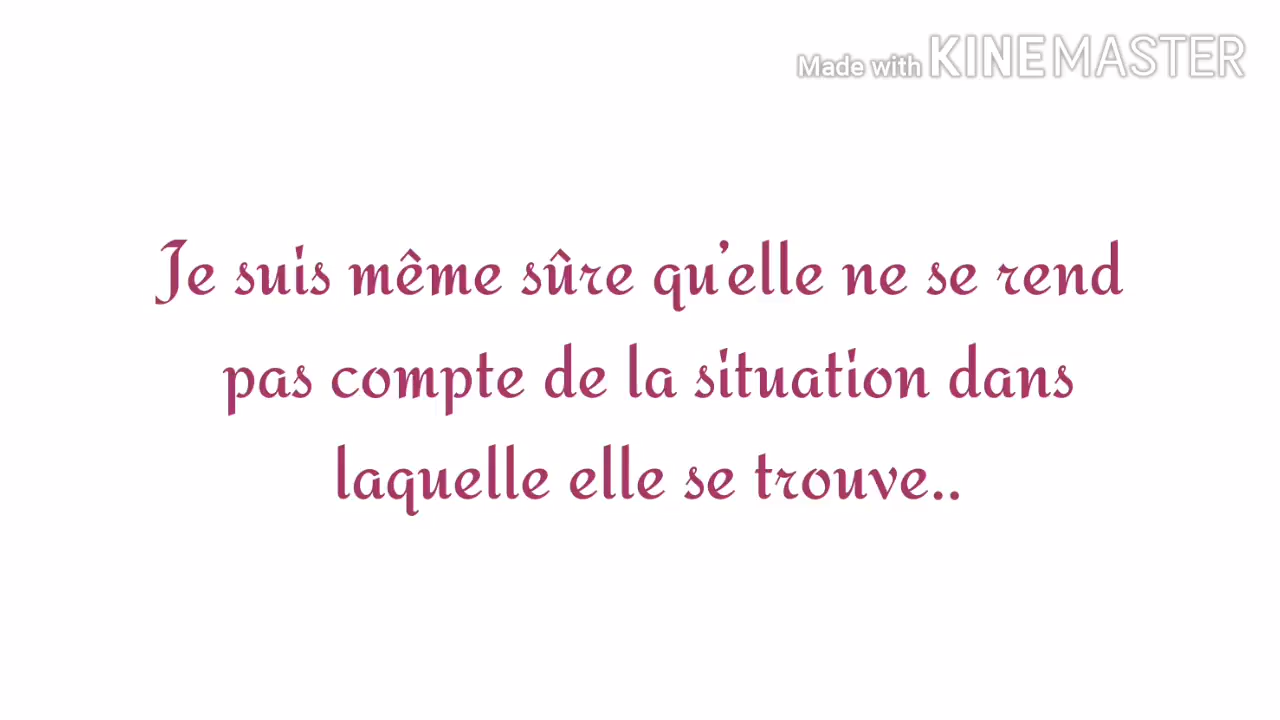 Made with KINEMASTER
Je suis même sûre qu'elle ne se rend
pas compte de la situation dans
laquelle elle se trouve..